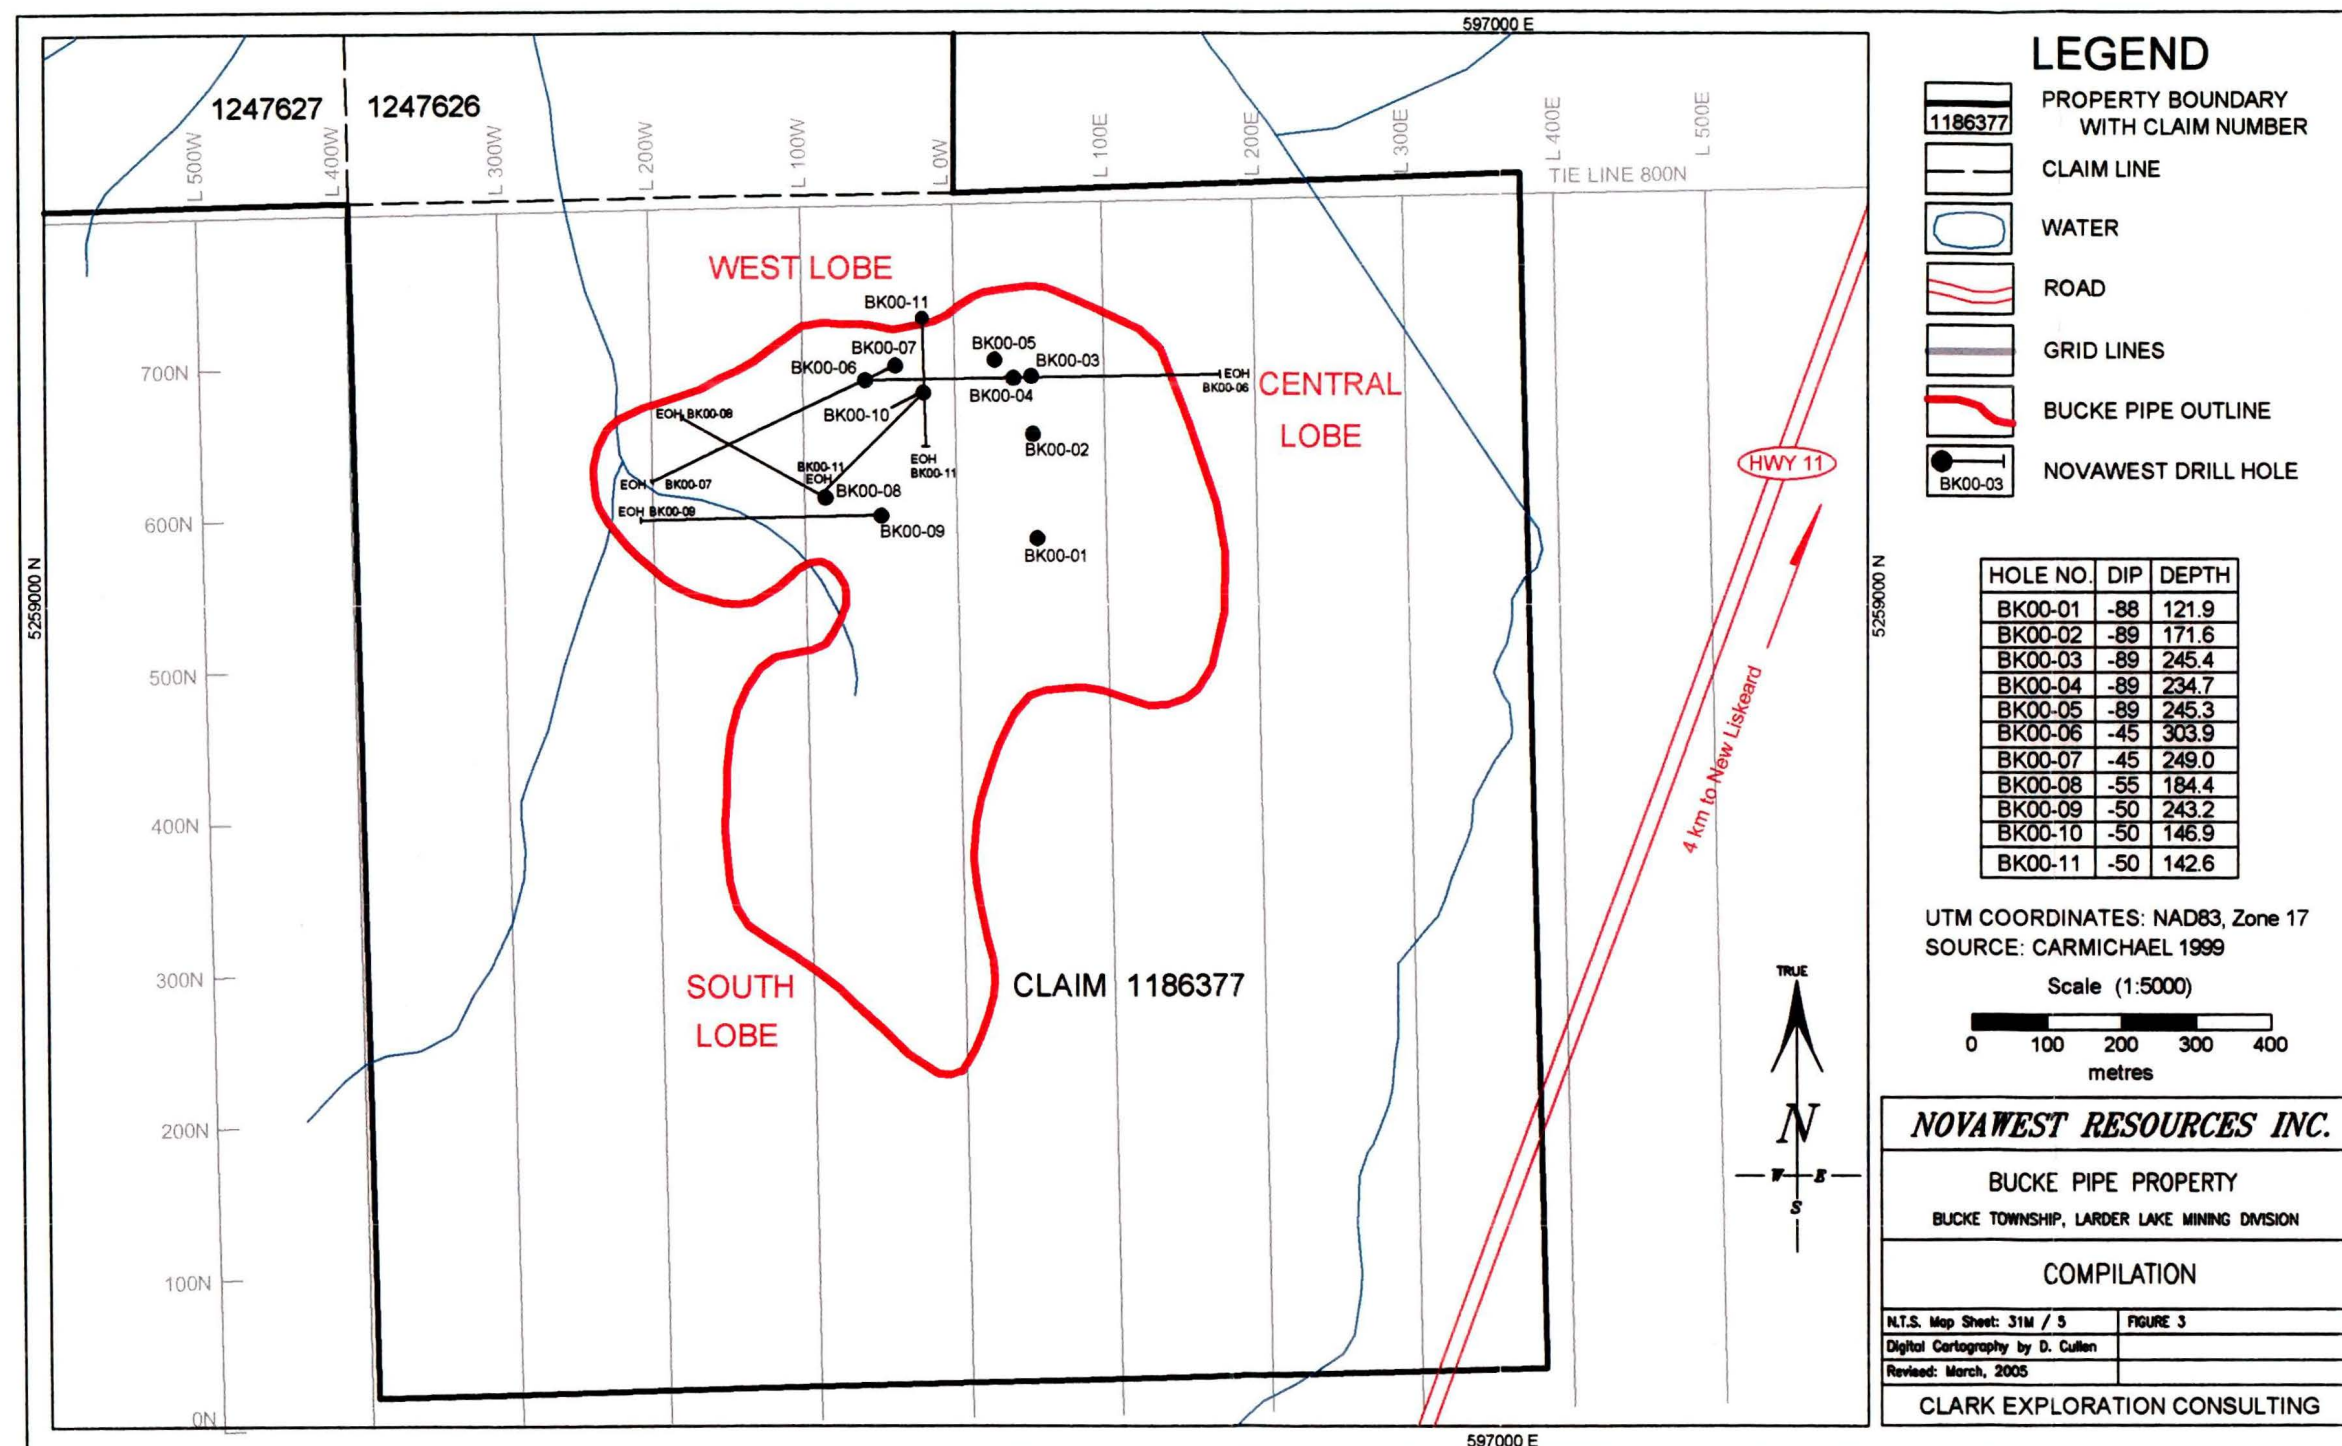 597000 E
1247627
1247626
L 500W
L 400W
L 300W
L 200W
L 100W
L 0W
L 100E
L 200E
L 300E
L 400E
L 500E
TIE LINE 800N
WEST LOBE
BK00-11
BK00-07
BK00-06
BK00-05
BK00-03
BK00-04
EOH
BK00-06
CENTRAL
LOBE
700N
EOH BK00-08
BK00-10
BK00-02
BK00-11
EOH
EOH
BK00-11
EOH BK00-07
BK00-08
HWY 11
600N
EOH BK00-09
BK00-09
BK00-01
5259000 N
5259000 N
500N
4 km to New Liskeard
400N
300N
SOUTH
LOBE
CLAIM 1186377
200N
100N
0N
597000 E
TRUE
N
W E
S
LEGEND
1186377
PROPERTY BOUNDARY
WITH CLAIM NUMBER
CLAIM LINE
WATER
ROAD
GRID LINES
BUCKE PIPE OUTLINE
BK00-03
NOVAWEST DRILL HOLE
HOLE NO. DIP DEPTH
BK00-01 -88 121.9
BK00-02 -89 171.6
BK00-03 -89 245.4
BK00-04 -89 234.7
BK00-05 -89 245.3
BK00-06 -45 303.9
BK00-07 -45 249.0
BK00-08 -55 184.4
BK00-09 -50 243.2
BK00-10 -50 146.9
BK00-11 -50 142.6
UTM COORDINATES: NAD83, Zone 17
SOURCE: CARMICHAEL 1999
Scale (1:5000)
0 100 200 300 400
metres
NOVAWEST RESOURCES INC.
BUCKE PIPE PROPERTY
BUCKE TOWNSHIP, LARDER LAKE MINING DIVISION
COMPILATION
N.T.S. Map Sheet: 31M / 5 FIGURE 3
Digital Cartography by D. Cullen
Revised: March, 2005
CLARK EXPLORATION CONSULTING